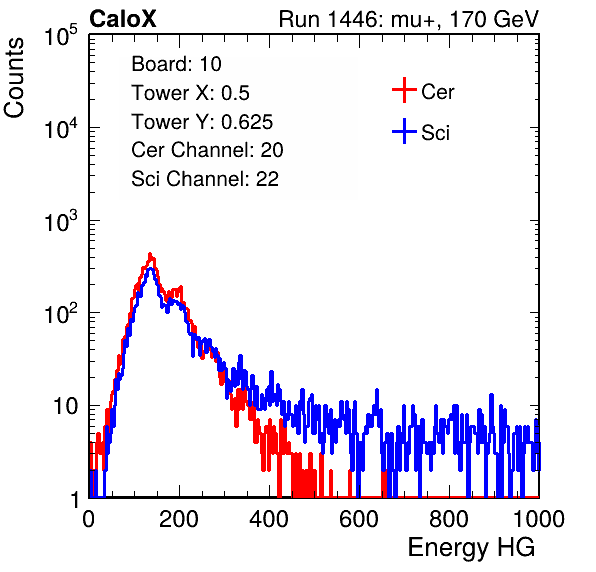 CaloX Run 1446: mu+, 170 GeV
Board: 10
Tower X: 0.5
Tower Y: 0.625
Cer Channel: 20
Sci Channel: 22
Cer
Sci
Counts
10^5
10^4
10^3
10^2
10
1
0 200 400 600 800 1000
Energy HG